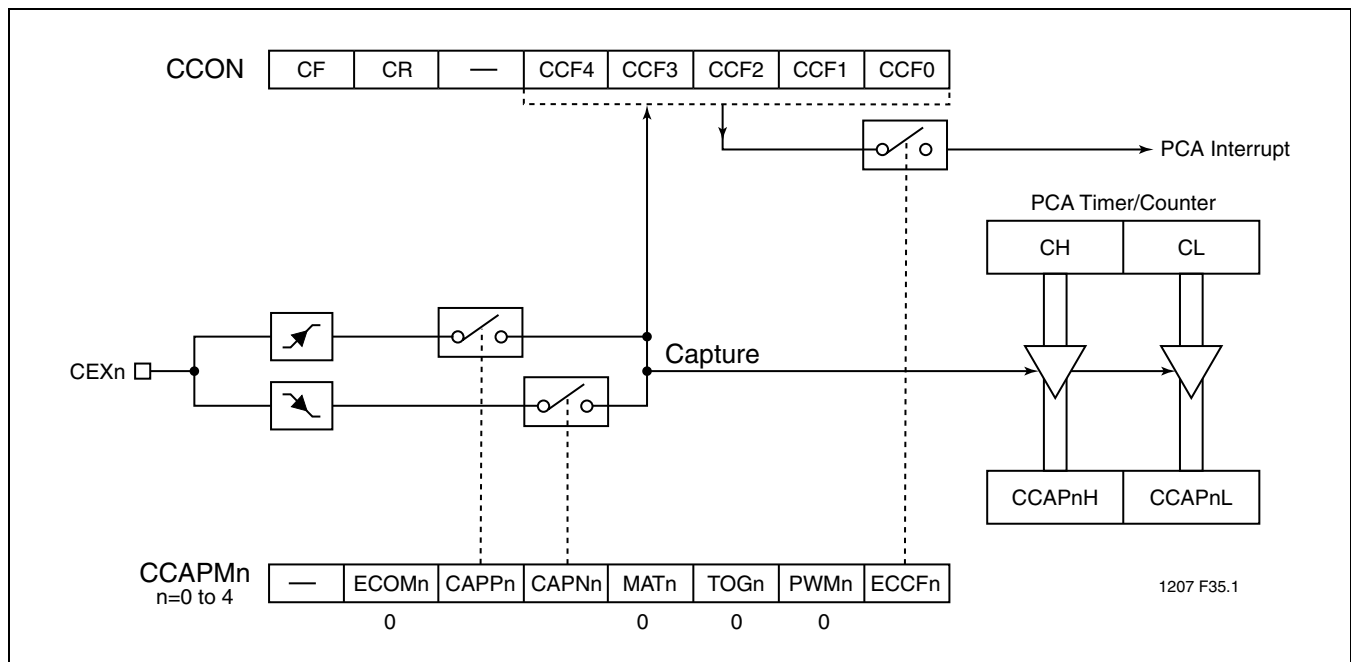 CCON CF CR — CCF4 CCF3 CCF2 CCF1 CCF0
PCA Interrupt
PCA Timer/Counter
CH CL
CEXn
Capture
CCAPnH CCAPnL
CCAPMn
n=0 to 4
— ECOMn CAPPn CAPNn MATn TOGn PWMn ECCFn
0 0 0 0
1207 F35.1